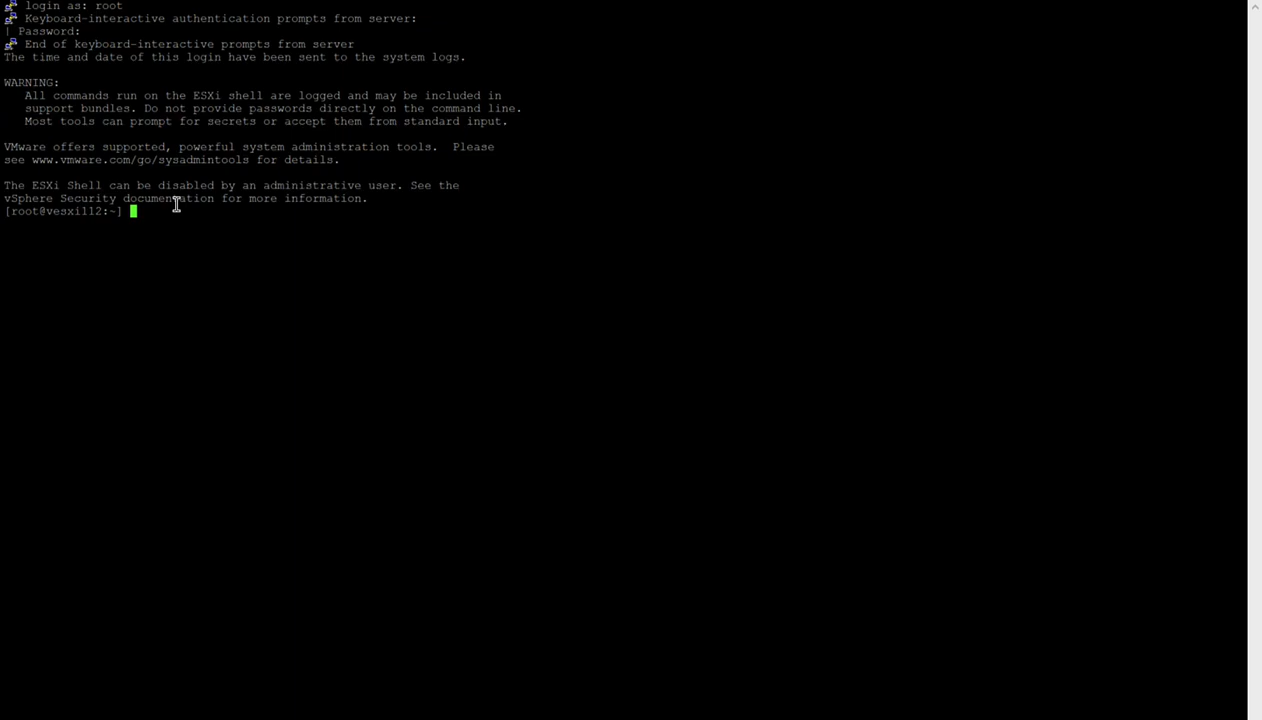 login as: root
Keyboard-interactive authentication prompts from server:
| Password:
End of keyboard-interactive prompts from server
The time and date of this login have been sent to the system logs.
WARNING:
All commands run on the ESXi shell are logged and may be included in
support bundles. Do not provide passwords directly on the command line.
Most tools can prompt for secrets or accept them from standard input.
VMware offers supported, powerful system administration tools.  Please
see www.vmware.com/go/sysadmintools for details.
The ESXi Shell can be disabled by an administrative user. See the
vSphere Security documentation for more information.
[root@vesxi112:~]